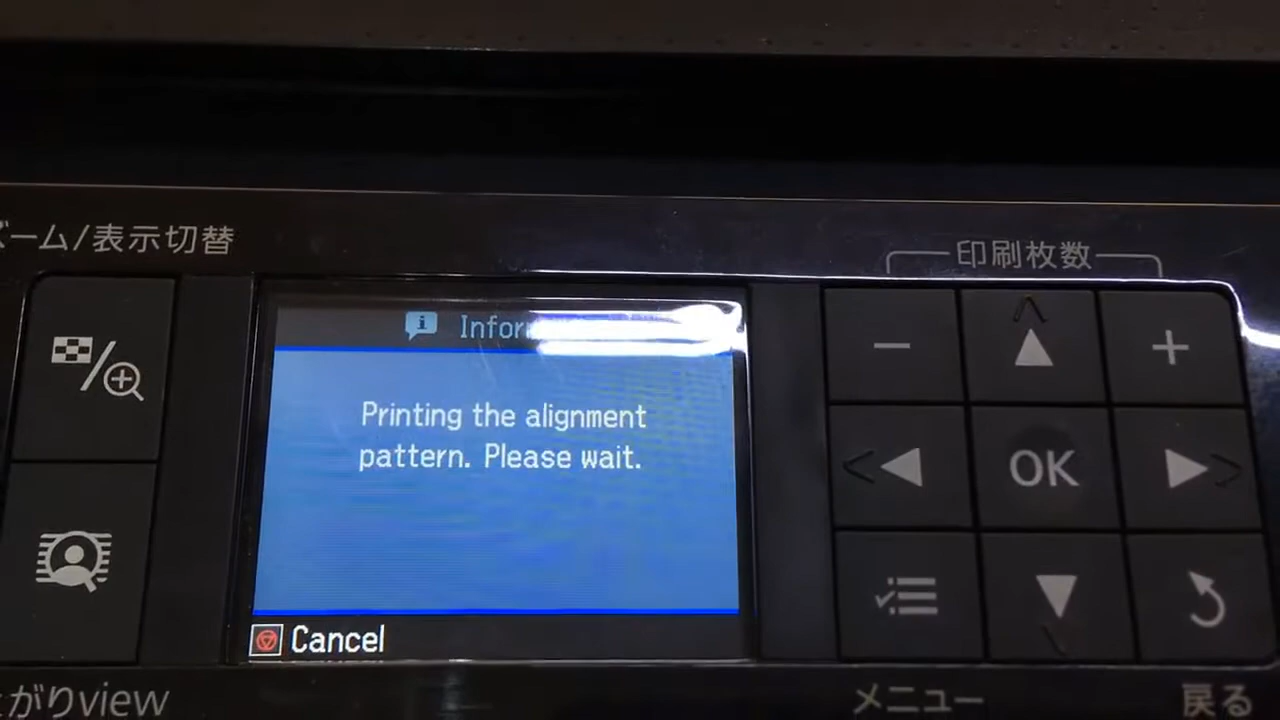 ズーム/表示切替
印刷枚数
Printing the alignment
pattern. Please wait.
OK
Cancel
がりview
メニュー
戻る